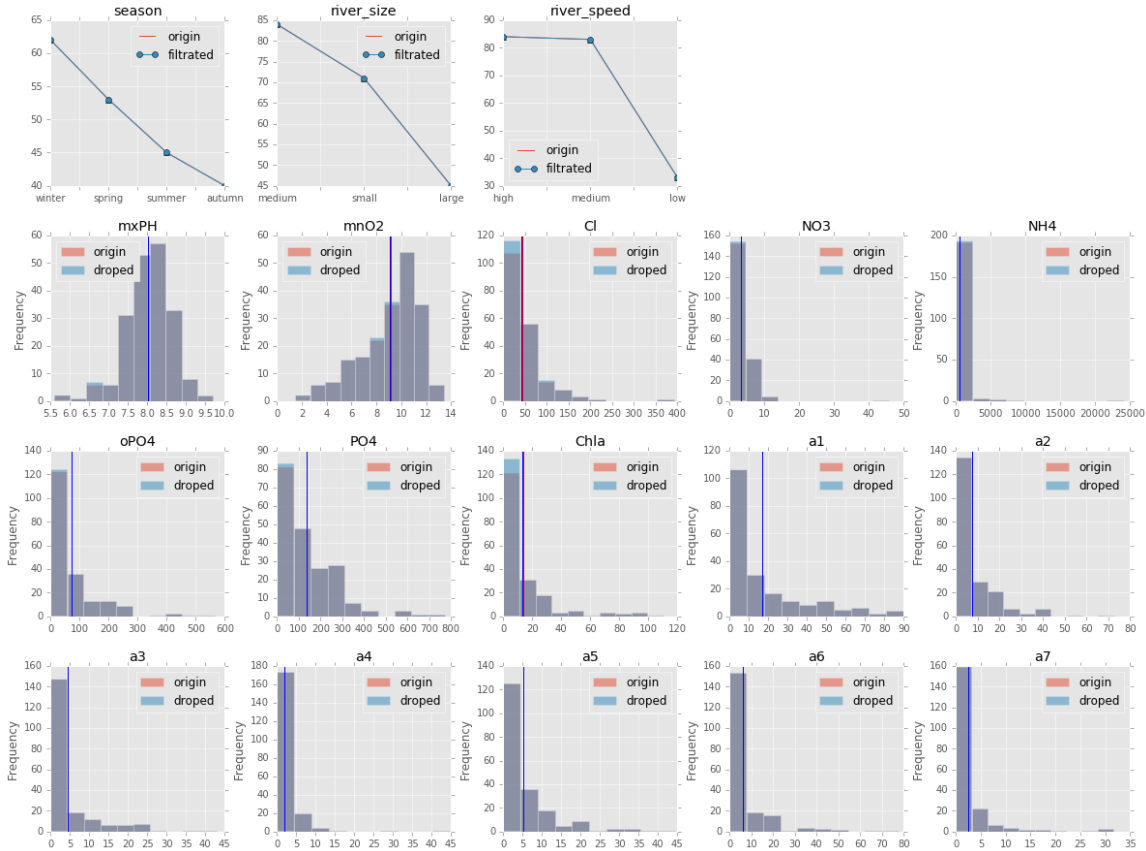 season
65
60
55
50
45
40
winter spring summer autumn
origin
filtrated
river_size
85
80
75
70
65
60
55
50
45
medium small large
origin
filtrated
river_speed
90
80
70
60
50
40
30
high medium low
origin
filtrated
mxPH
Frequency
60
50
40
30
20
10
0
5.5 6.0 6.5 7.0 7.5 8.0 8.5 9.0 9.5 10.0
origin
droped
mnO2
Frequency
60
50
40
30
20
10
0
0 2 4 6 8 10 12 14
origin
droped
Cl
Frequency
120
100
80
60
40
20
0
0 50 100 150 200 250 300 350 400
origin
droped
NO3
Frequency
160
140
120
100
80
60
40
20
0
0 10 20 30 40 50
origin
droped
NH4
Frequency
200
150
100
50
0
0 5000 10000 15000 20000 25000
origin
droped
oPO4
Frequency
140
120
100
80
60
40
20
0
0 100 200 300 400 500 600
origin
droped
PO4
Frequency
90
80
70
60
50
40
30
20
10
0
0 100 200 300 400 500 600 700 800
origin
droped
Chla
Frequency
140
120
100
80
60
40
20
0
0 20 40 60 80 100 120
origin
droped
a1
Frequency
120
100
80
60
40
20
0
0 10 20 30 40 50 60 70 80 90
origin
droped
a2
Frequency
140
120
100
80
60
40
20
0
0 10 20 30 40 50 60 70 80
origin
droped
a3
Frequency
160
140
120
100
80
60
40
20
0
0 5 10 15 20 25 30 35 40 45
origin
droped
a4
Frequency
180
160
140
120
100
80
60
40
20
0
0 5 10 15 20 25 30 35 40 45
origin
droped
a5
Frequency
140
120
100
80
60
40
20
0
0 5 10 15 20 25 30 35 40 45
origin
droped
a6
Frequency
160
140
120
100
80
60
40
20
0
0 10 20 30 40 50 60 70 80
origin
droped
a7
Frequency
160
140
120
100
80
60
40
20
0
0 5 10 15 20 25 30 35
origin
droped